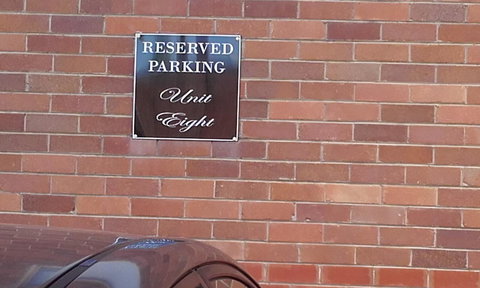 RESERVED
PARKING
Unit
Eight